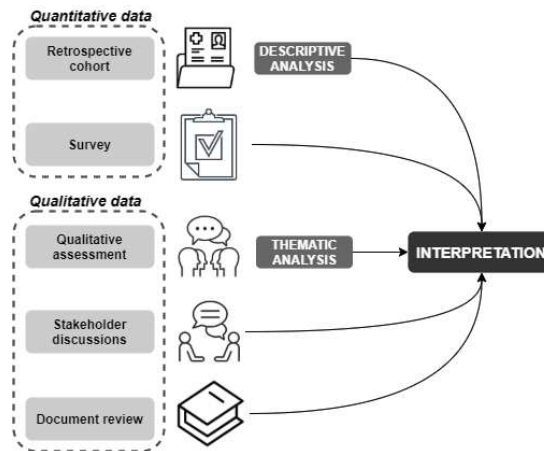 Quantitative data
Retrospective
cohort
DESCRIPTIVE
ANALYSIS
Survey
Qualitative data
Qualitative
assessment
THEMATIC
ANALYSIS
INTERPRETATION
Stakeholder
discussions
Document review